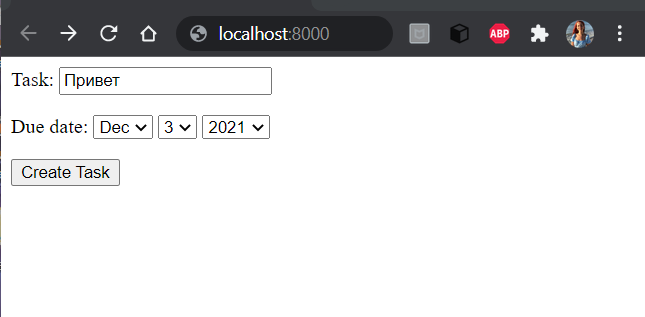 localhost:8000
ABP
Task: Привет
Due date: Dec 3 2021
Create Task